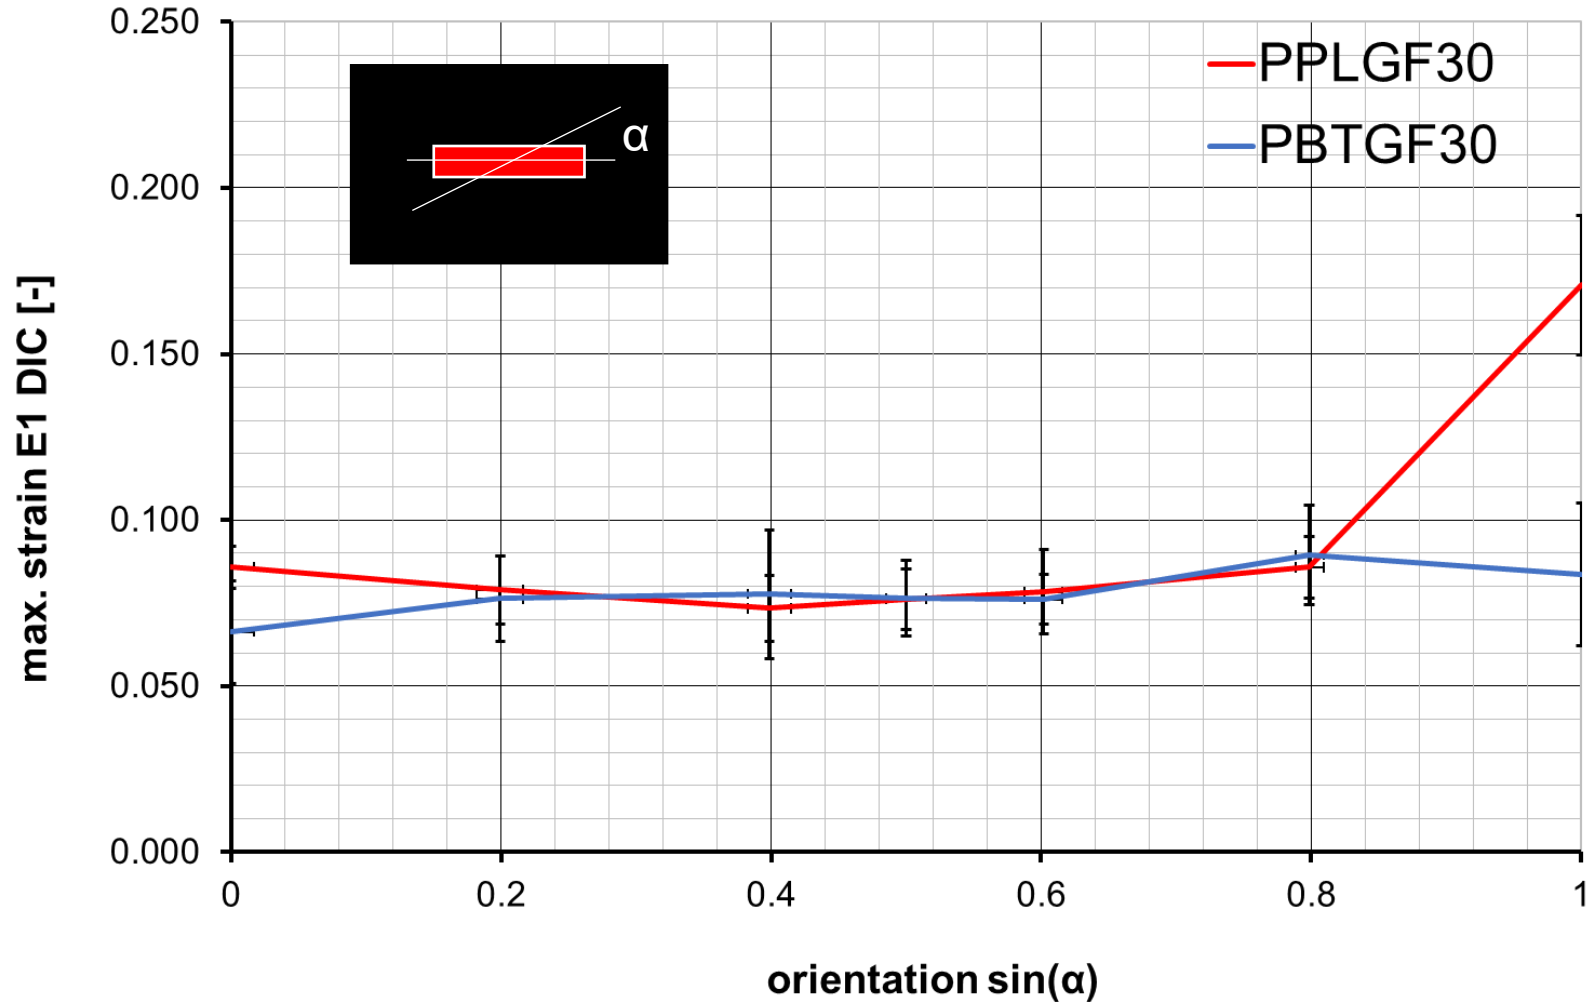 0.250
0.200
0.150
0.100
0.050
0.000
max. strain E1 DIC [-]
α
PPLGF30
PBTGF30
0 0.2 0.4 0.6 0.8 1
orientation sin(α)